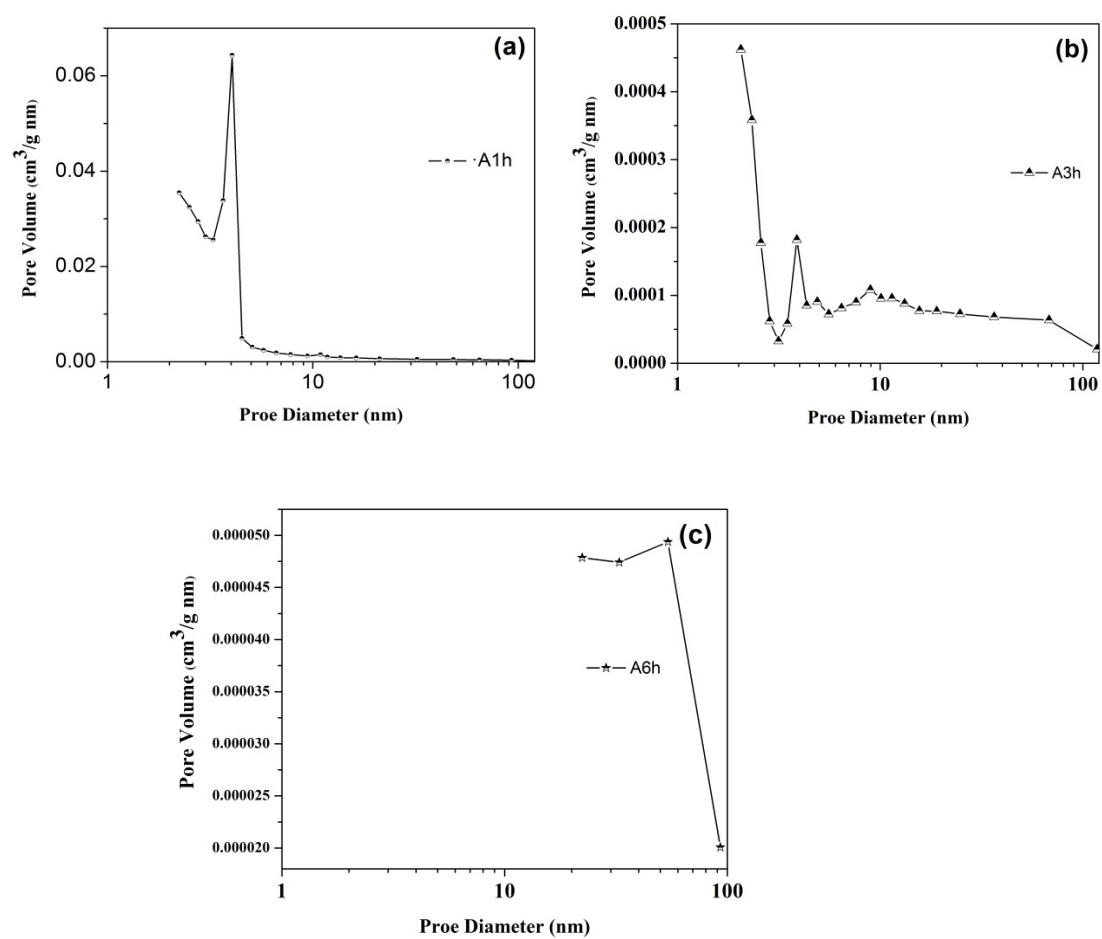 (a)
0.06
0.04
0.02
0.00
Pore Volume (cm³/g nm)
A1h
1
10
100
Proe Diameter (nm)
(b)
0.0005
0.0004
0.0003
0.0002
0.0001
0.0000
Pore Volume (cm³/g nm)
A3h
1
10
100
Proe Diameter (nm)
(c)
0.000050
0.000045
0.000040
0.000035
0.000030
0.000025
0.000020
Pore Volume (cm³/g nm)
A6h
1
10
100
Proe Diameter (nm)